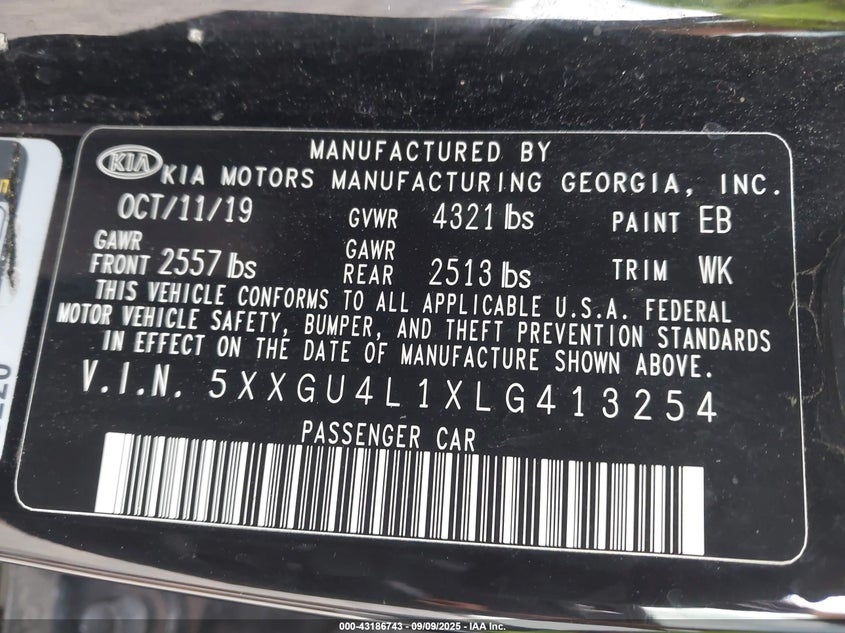 MANUFACTURED BY
KIA KIA MOTORS MANUFACTURING GEORGIA, INC.
OCT/11/19 GVWR 4321 lbs PAINT EB
GAWR FRONT 2557 lbs GAWR REAR 2513 lbs TRIM WK
THIS VEHICLE CONFORMS TO ALL APPLICABLE U.S.A. FEDERAL
MOTOR VEHICLE SAFETY, BUMPER, AND THEFT PREVENTION STANDARDS
IN EFFECT ON THE DATE OF MANUFACTURE SHOWN ABOVE.
V.I.N. 5XXGU4L1XLG413254
PASSENGER CAR
000-43186743 - 09/09/2025 - IAA Inc.